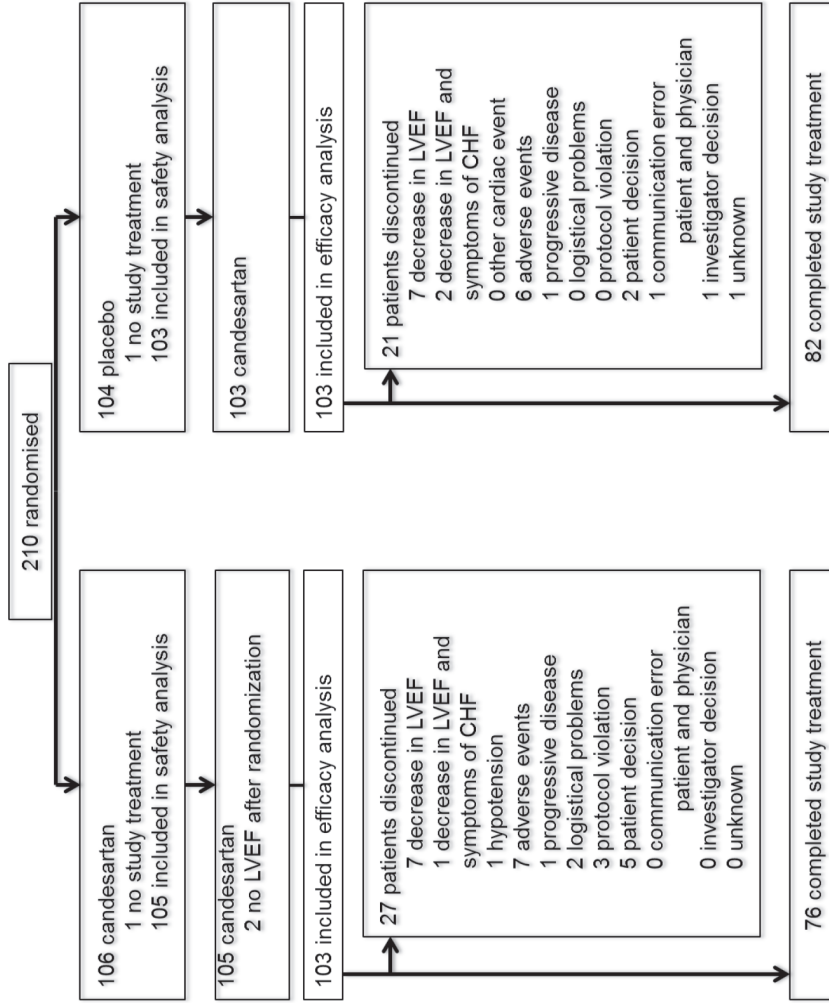 210 randomised
106 candesartan
1 no study treatment
105 included in safety analysis
105 candesartan
2 no LVEF after randomization
103 included in efficacy analysis
27 patients discontinued
7 decrease in LVEF
1 decrease in LVEF and
symptoms of CHF
1 hypotension
7 adverse events
1 progressive disease
2 logistical problems
3 protocol violation
5 patient decision
0 communication error
patient and physician
0 investigator decision
0 unknown
76 completed study treatment
104 placebo
1 no study treatment
103 included in safety analysis
103 candesartan
103 included in efficacy analysis
21 patients discontinued
7 decrease in LVEF
2 decrease in LVEF and
symptoms of CHF
0 other cardiac event
6 adverse events
1 progressive disease
0 logistical problems
0 protocol violation
2 patient decision
1 communication error
patient and physician
1 investigator decision
1 unknown
82 completed study treatment